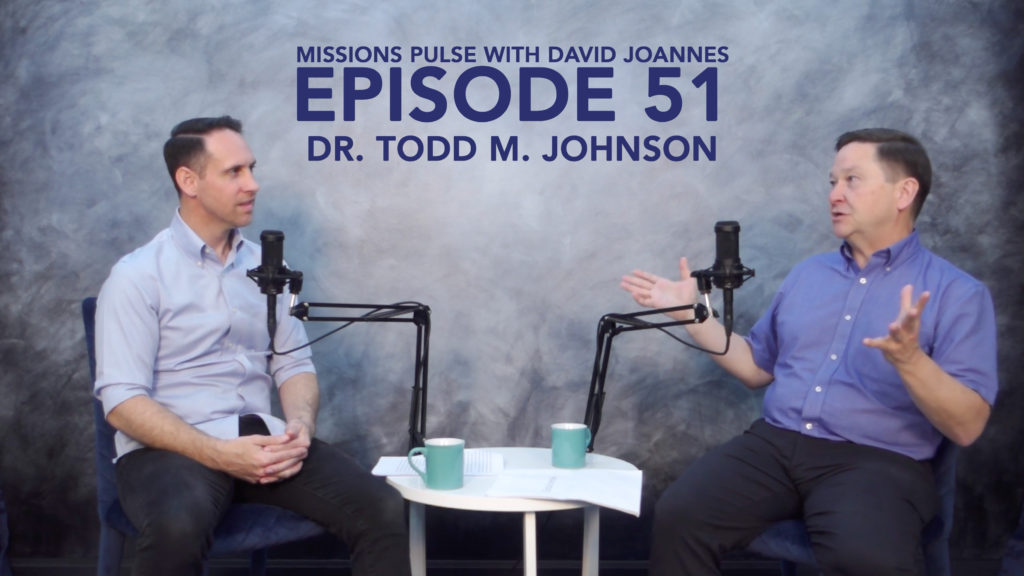 MISSIONS PULSE WITH DAVID JOANNES
EPISODE 51
DR. TODD M. JOHNSON